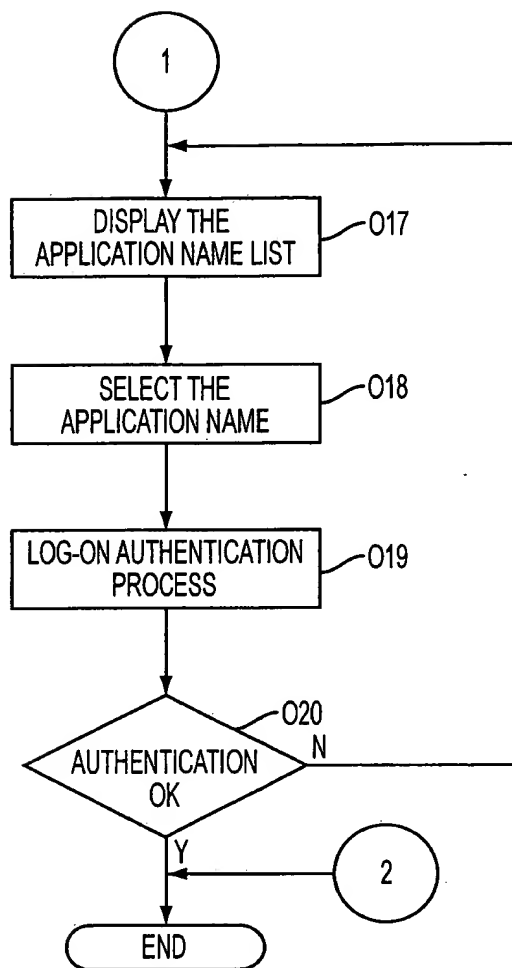 1
DISPLAY THE
APPLICATION NAME LIST
O17
SELECT THE
APPLICATION NAME
O18
LOG-ON AUTHENTICATION
PROCESS
O19
O20
AUTHENTICATION
OK
N
Y
2
END